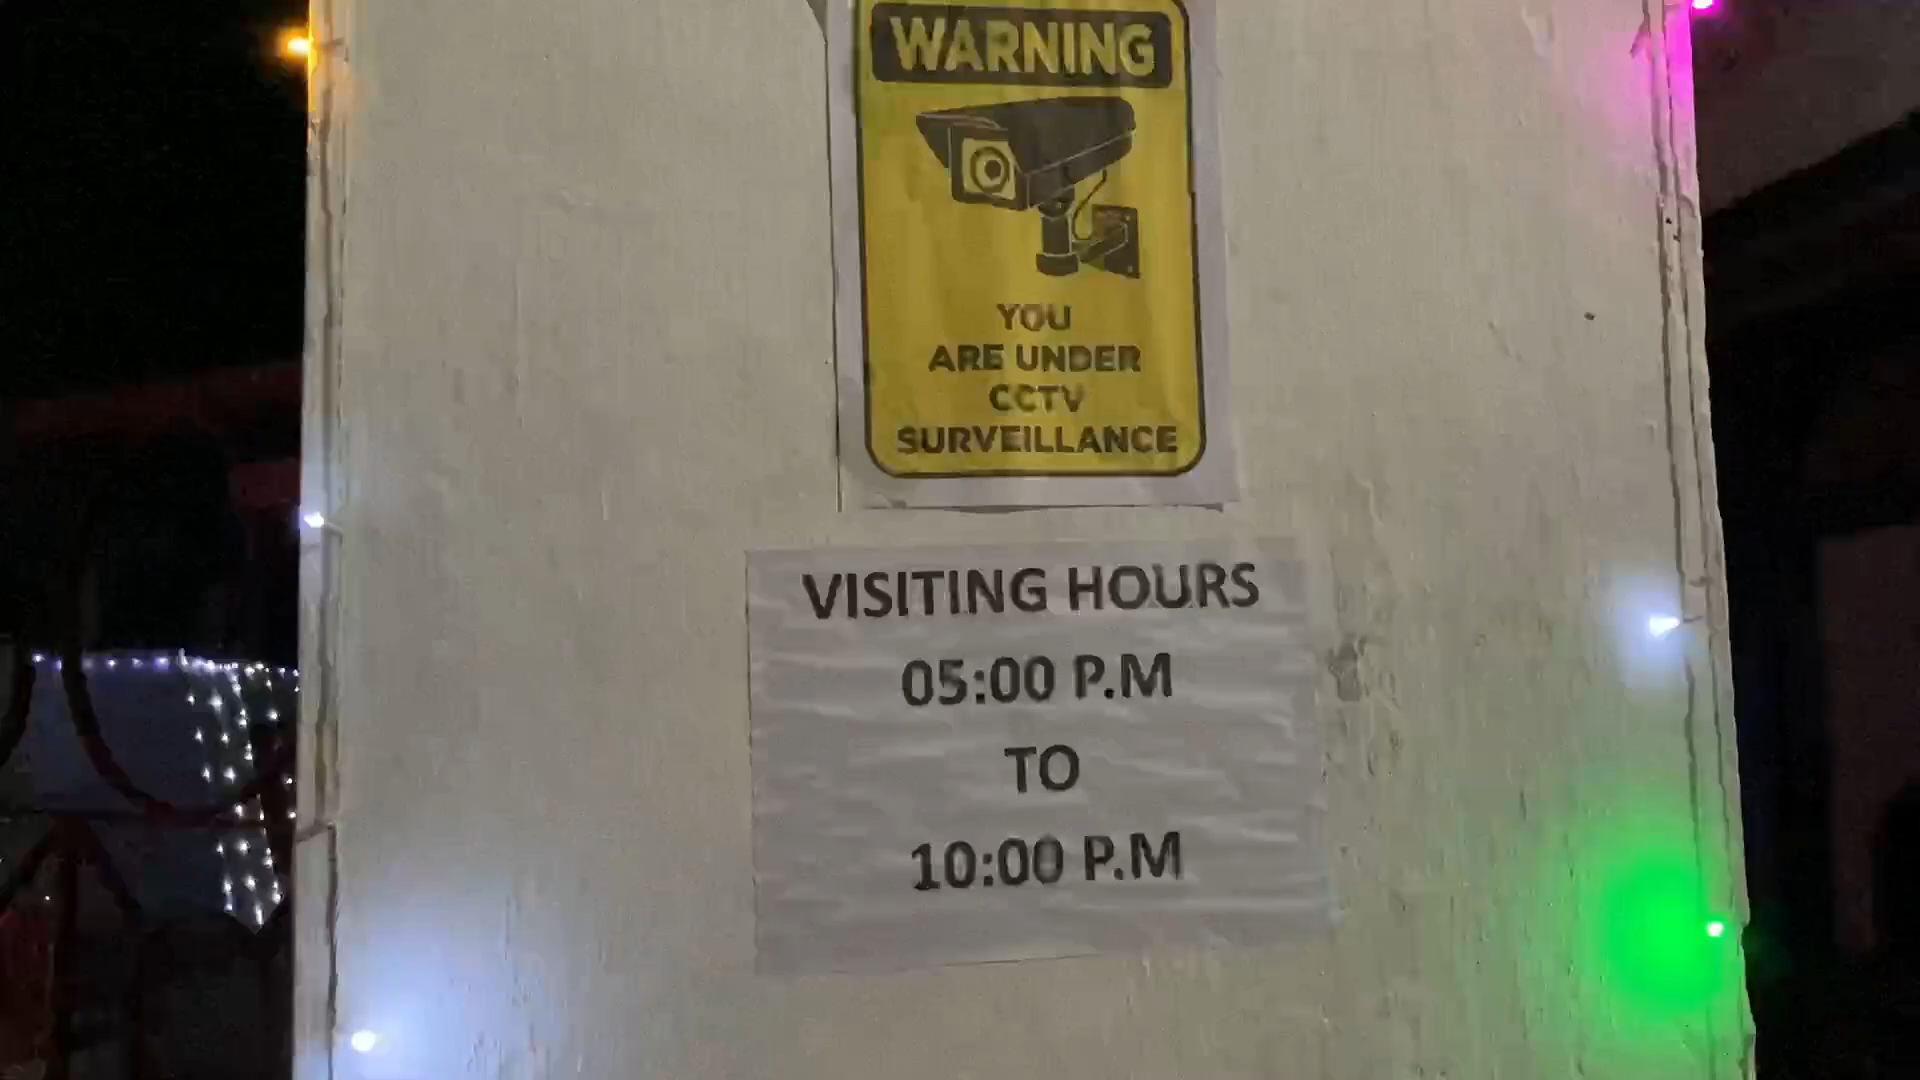 WARNING
YOU
ARE UNDER
CCTV
SURVEILLANCE
VISITING HOURS
05:00 P.M
TO
10:00 P.M